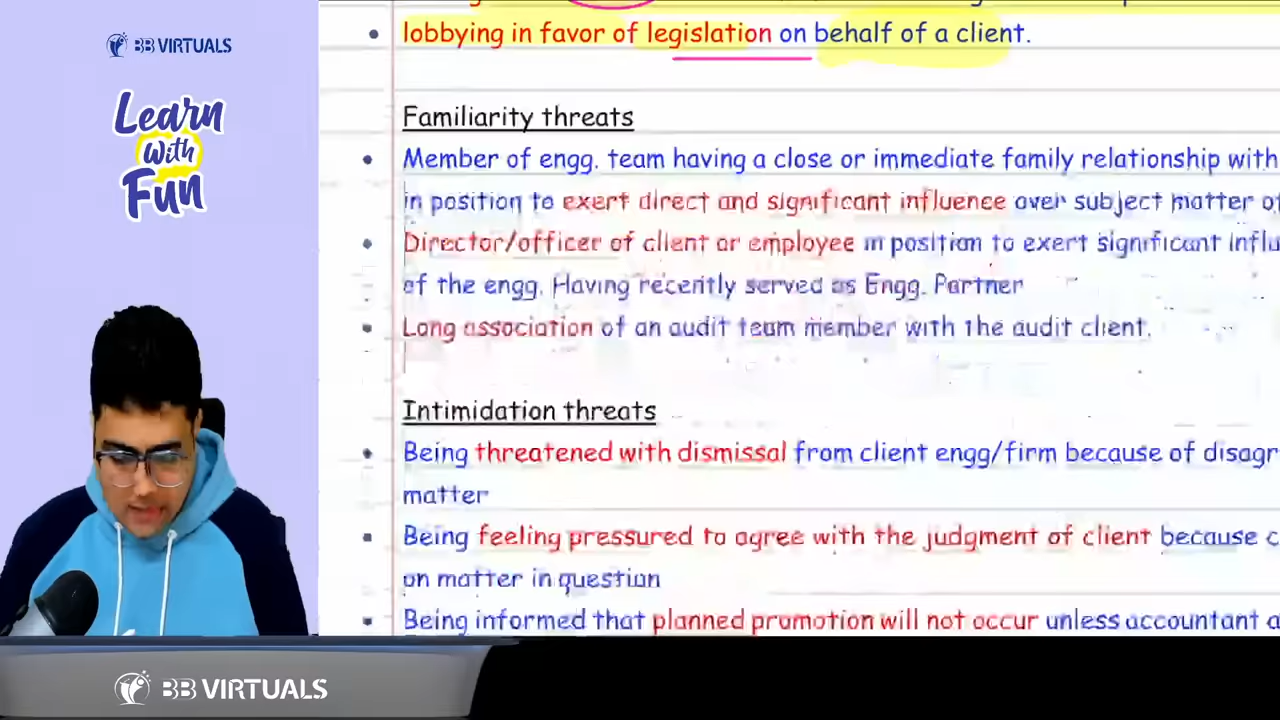 lobbying in favor of legislation on behalf of a client.
BB VIRTUALS
Learn
With
Fun
Familiarity threats
Member of engg. team having a close or immediate family relationship with
in position to exert direct and significant influence over subject matter of
Director/officer of client or employee in position to exert significant influ
of the engg. Having recently served as Engg. Partner
Long association of an audit team member with the audit client.
Intimidation threats
Being threatened with dismissal from client engg/firm because of disagr
matter
Being feeling pressured to agree with the judgment of client because
on matter in question
Being informed that planned promotion will not occur unless accountant a
BB VIRTUALS